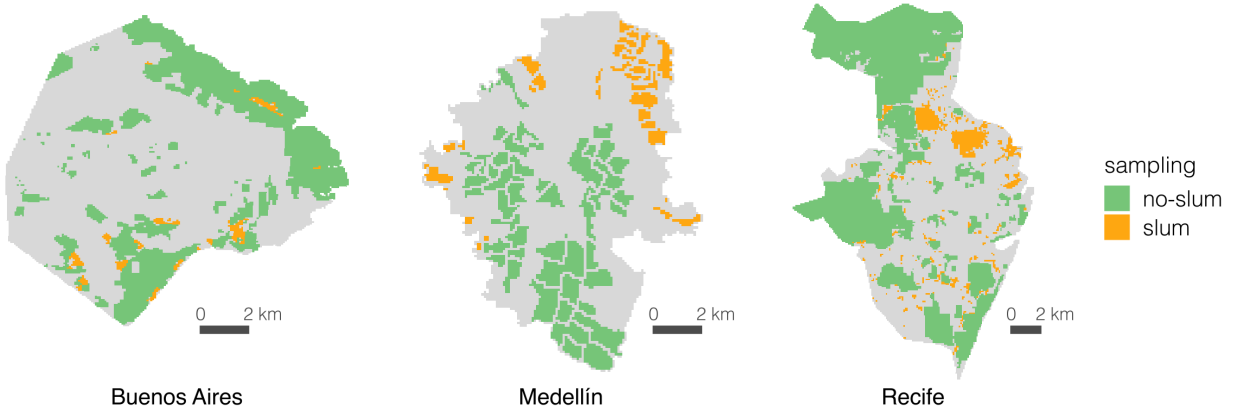 sampling
no-slum
slum
0 2 km
0 2 km
0 2 km
Buenos Aires
Medellín
Recife